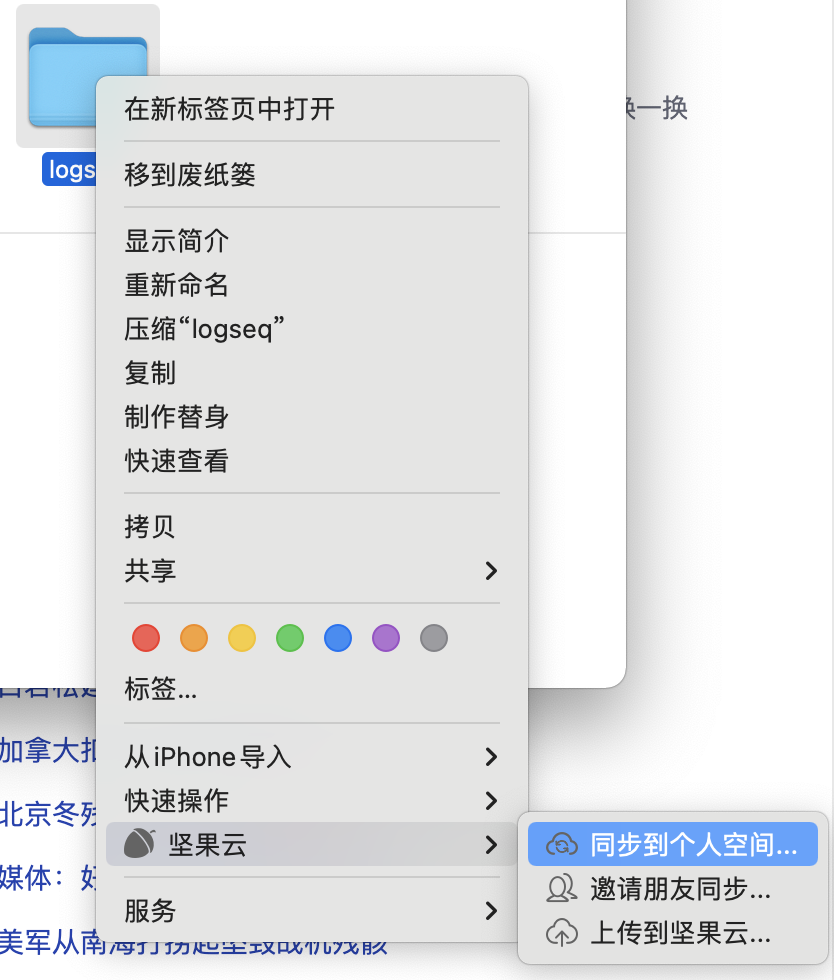 在新标签页中打开
换一换
移到废纸篓
logs
显示简介
重新命名
压缩“logseq”
复制
制作替身
快速查看
拷贝
共享
标签...
加拿大
从iPhone导入
快速操作
北京冬残
坚果云
同步到个人空间...
媒体：好
邀请朋友同步...
服务
上传到坚果云...
美军从南海打捞起坠毁战机残骸